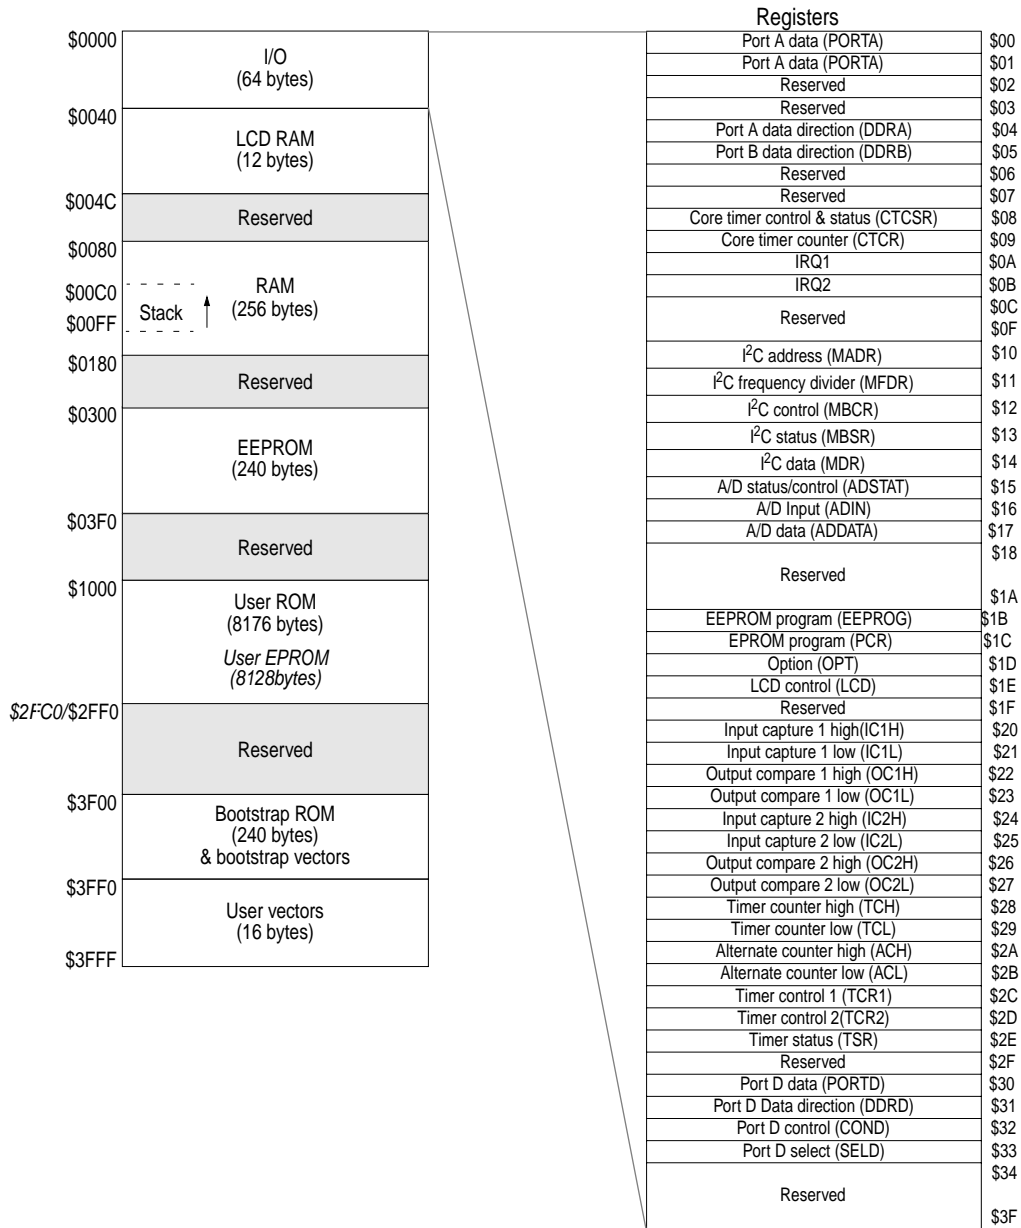 $0000
I/O
(64 bytes)
$0040
LCD RAM
(12 bytes)
$004C
Reserved
$0080
RAM
(256 bytes)
$00C0
Stack
$00FF
$0180
Reserved
$0300
EEPROM
(240 bytes)
$03F0
Reserved
$1000
User ROM
(8176 bytes)
User EPROM
(8128bytes)
$2FC0/$2FF0
Reserved
$3F00
Bootstrap ROM
(240 bytes)
& bootstrap vectors
$3FF0
User vectors
(16 bytes)
$3FFF
Registers
Port A data (PORTA) $00
Port A data (PORTA) $01
Reserved $02
Reserved $03
Port A data direction (DDRA) $04
Port B data direction (DDRB) $05
Reserved $06
Reserved $07
Core timer control & status (CTCSR) $08
Core timer counter (CTCR) $09
IRQ1 $0A
IRQ2 $0B
$0C
Reserved
$0F
I2C address (MADR) $10
I2C frequency divider (MFDR) $11
I2C control (MBCR) $12
I2C status (MBSR) $13
I2C data (MDR) $14
A/D status/control (ADSTAT) $15
A/D Input (ADIN) $16
A/D data (ADDATA) $17
$18
Reserved
$1A
EEPROM program (EEPROG) $1B
EPROM program (PCR) $1C
Option (OPT) $1D
LCD control (LCD) $1E
Reserved $1F
Input capture 1 high(IC1H) $20
Input capture 1 low (IC1L) $21
Output compare 1 high (OC1H) $22
Output compare 1 low (OC1L) $23
Input capture 2 high (IC2H) $24
Input capture 2 low (IC2L) $25
Output compare 2 high (OC2H) $26
Output compare 2 low (OC2L) $27
Timer counter high (TCH) $28
Timer counter low (TCL) $29
Alternate counter high (ACH) $2A
Alternate counter low (ACL) $2B
Timer control 1 (TCR1) $2C
Timer control 2(TCR2) $2D
Timer status (TSR) $2E
Reserved $2F
Port D data (PORTD) $30
Port D Data direction (DDRD) $31
Port D control (COND) $32
Port D select (SELD) $33
$34
Reserved
$3F